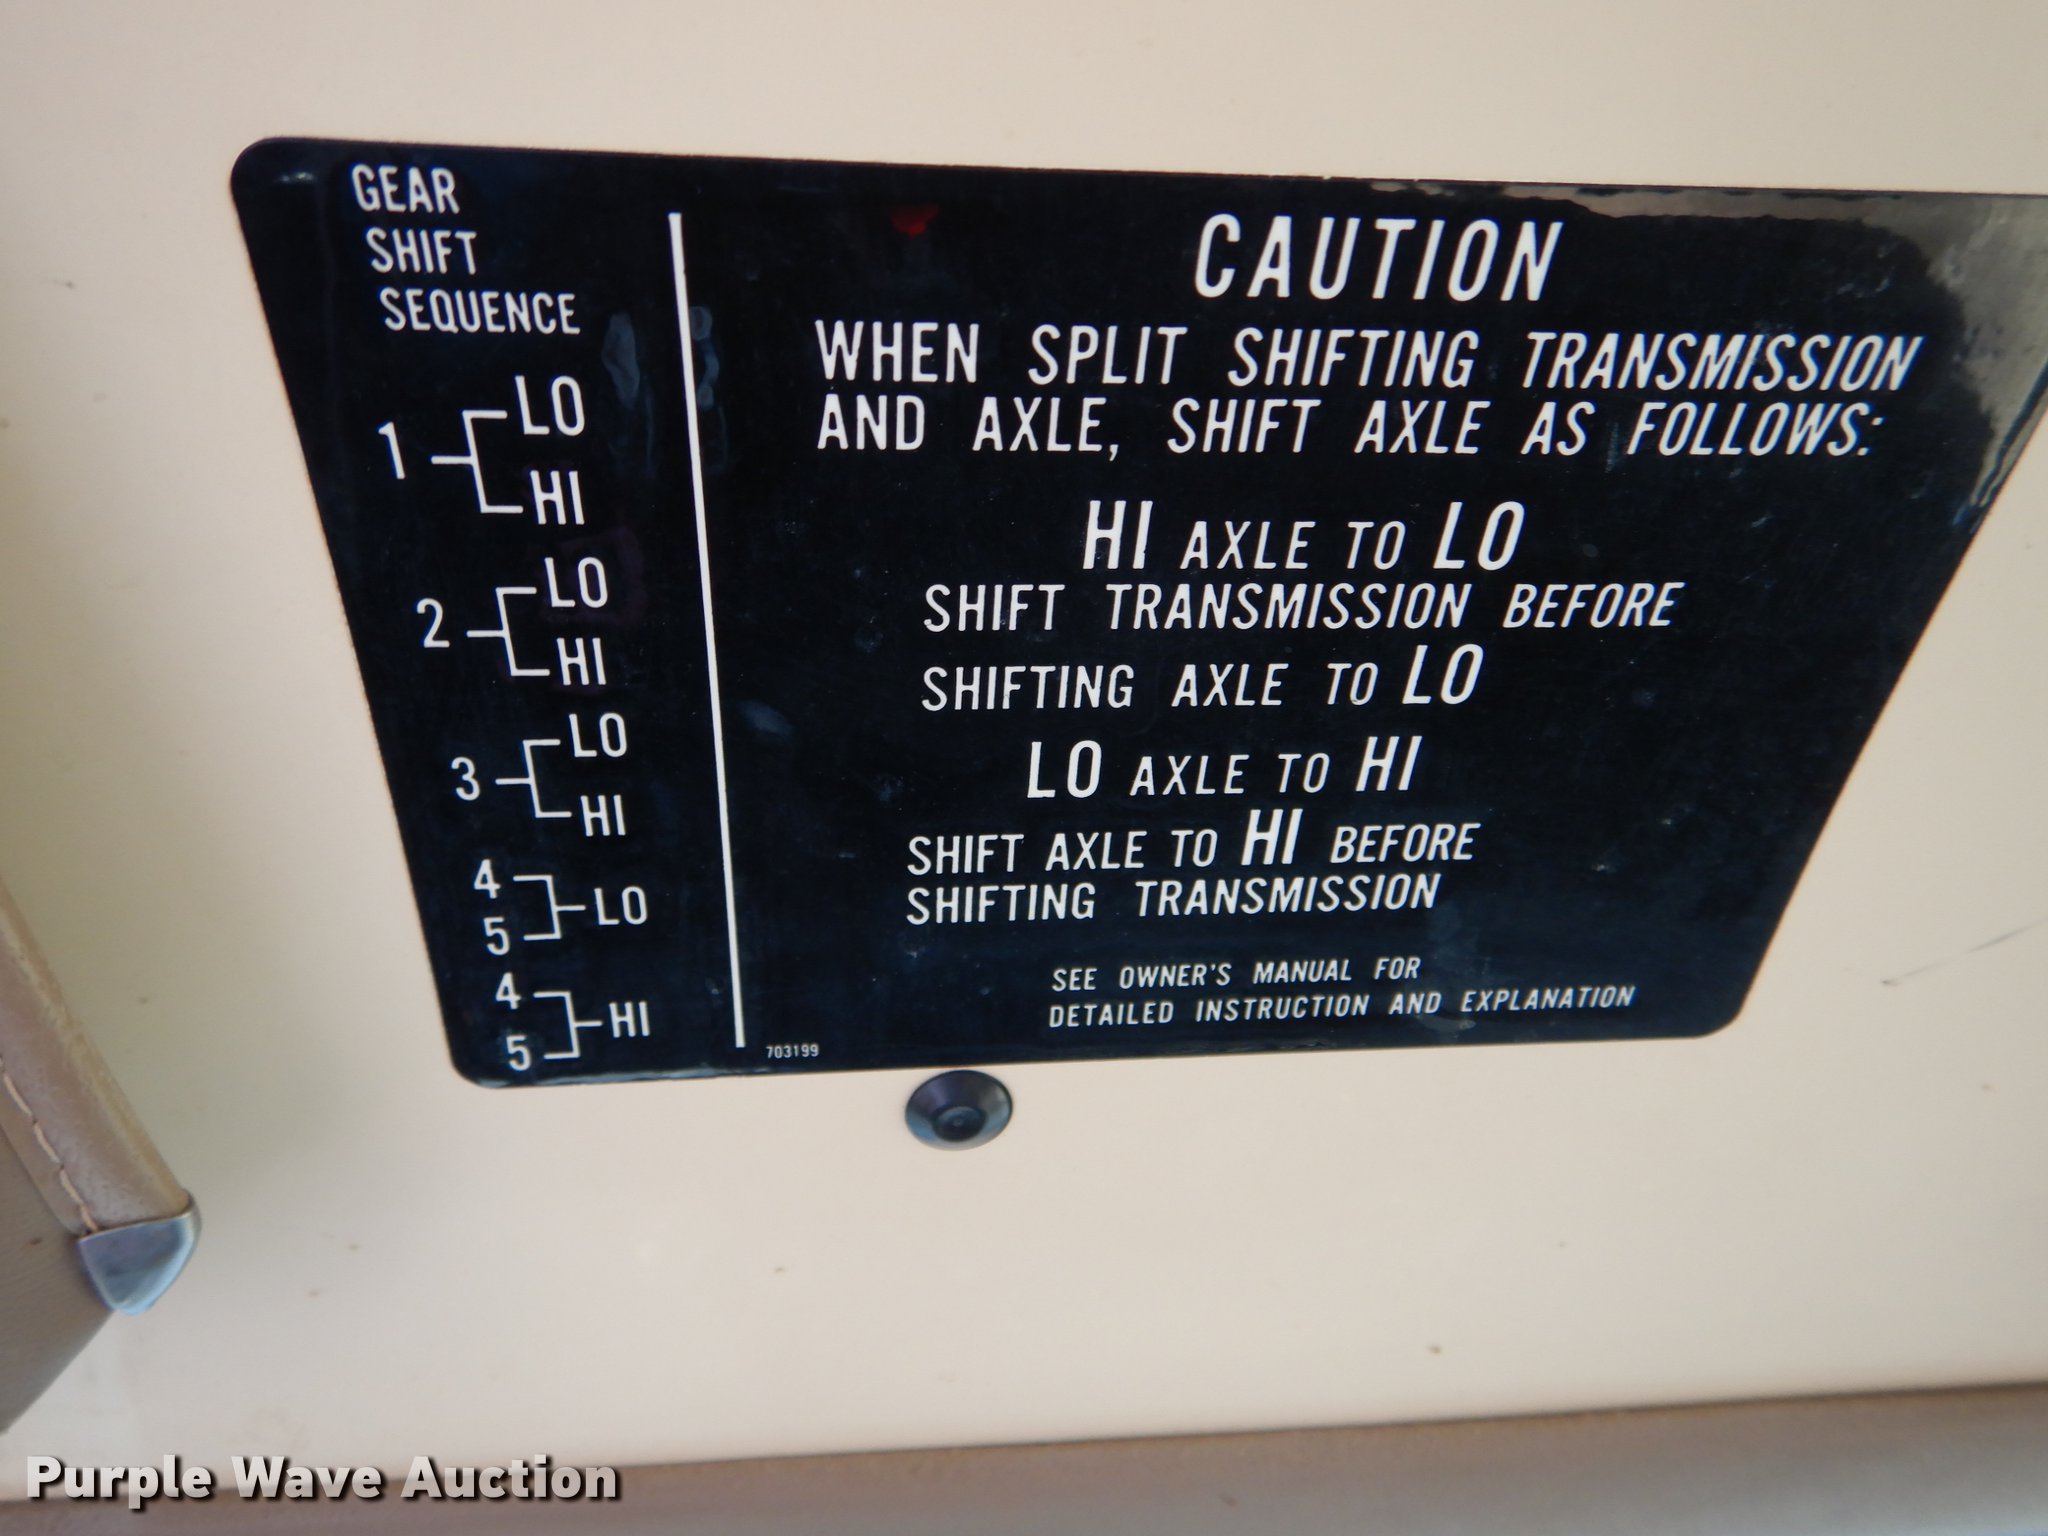 GEAR
SHIFT
SEQUENCE
1 LO
HI
2 LO
HI
3 LO
HI
4
5 LO
4
5 HI
CAUTION
WHEN SPLIT SHIFTING TRANSMISSION
AND AXLE, SHIFT AXLE AS FOLLOWS:
HI AXLE TO LO
SHIFT TRANSMISSION BEFORE
SHIFTING AXLE TO LO
LO AXLE TO HI
SHIFT AXLE TO HI BEFORE
SHIFTING TRANSMISSION
SEE OWNER'S MANUAL FOR
DETAILED INSTRUCTION AND EXPLANATION
703199
Purple Wave Auction